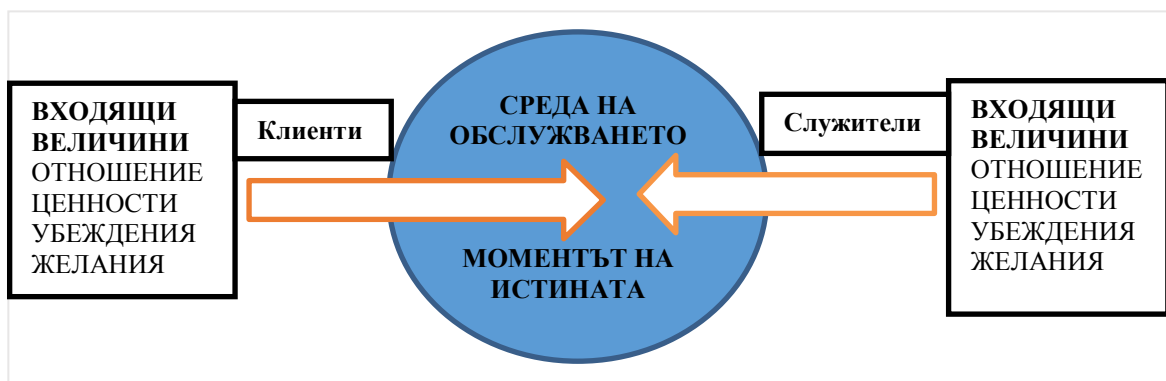 ВХОДЯЩИ
ВЕЛИЧИНИ
ОТНОШЕНИЕ
ЦЕННОСТИ
УБЕЖДЕНИЯ
ЖЕЛАНИЯ
Клиенти
СРЕДА НА
ОБСЛУЖВАНЕТО
МОМЕНТЪТ НА
ИСТИНАТА
Служители
ВХОДЯЩИ
ВЕЛИЧИНИ
ОТНОШЕНИЕ
ЦЕННОСТИ
УБЕЖДЕНИЯ
ЖЕЛАНИЯ